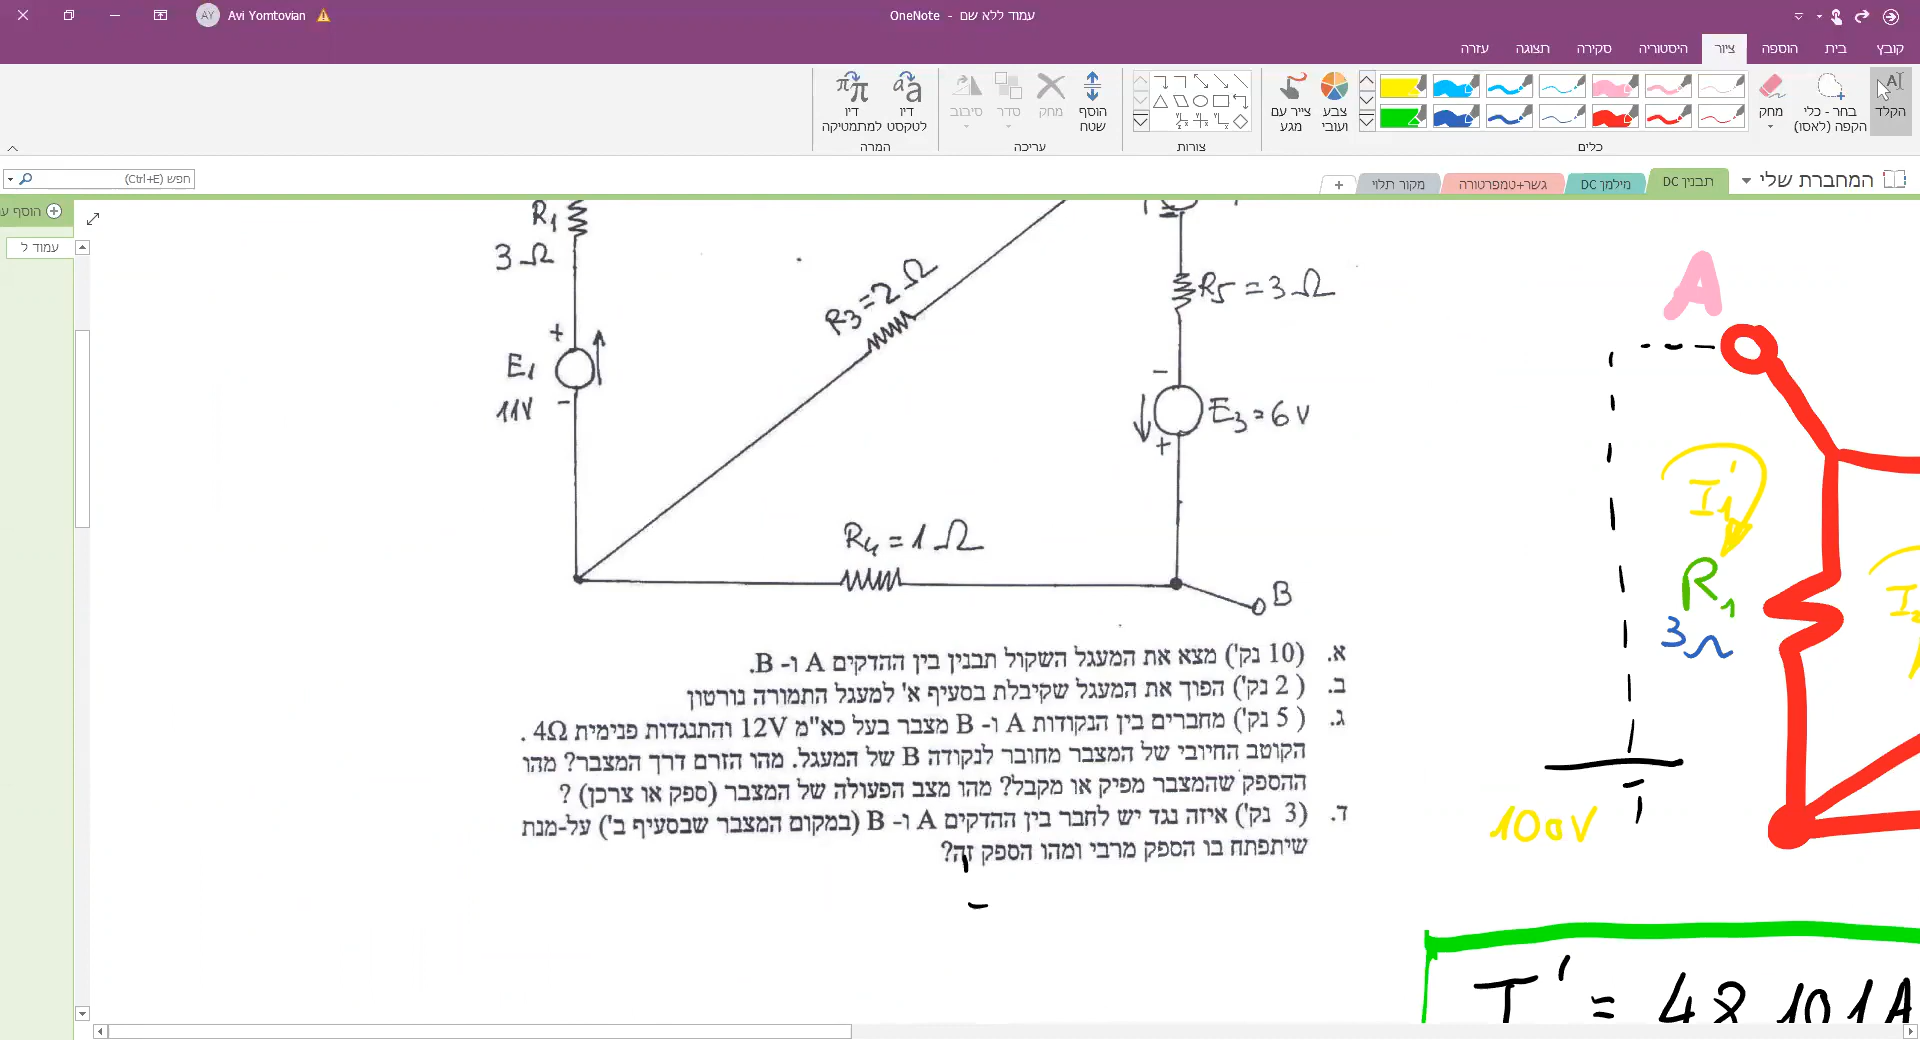 Avi Yomtovian
עמוד ללא שם - OneNote
קובץ
בית
הוספה
ציור
היסטוריה
סקירה
תצוגה
עזרה
הקלד
בחר - כלי הקפה (לאסו)
מחק
כלים
צבע ועובי
צייר עם מגע
צורות
הוסף שטח
מחק
סדר
סיבוב
עריכה
דיו לטקסט
דיו למתמטיקה
המרה
המחברת שלי
תבנין DC
מילמן DC
גשר+טמפרטורה
מקור תלוי
חפש (Ctrl+E)
הוסף עמ
עמוד ל
R1
3Ω
R3=2Ω
R5=3Ω
E1
11V
+
-
-
E3=6V
+
R4=1Ω
B
א. (10 נק') מצא את המעגל השקול תבנין בין ההדקים A ו- B.
ב. (2 נק') הפוך את המעגל שקיבלת בסעיף א' למעגל התמורה נורטון
ג. (5 נק') מחברים בין הנקודות A ו- B מצבר בעל כא"מ 12V והתנגדות פנימית 4Ω .
הקוטב החיובי של המצבר מחובר לנקודה B של המעגל. מהו הזרם דרך המצבר? מהו
ההספק שהמצבר מפיק או מקבל? מהו מצב הפעולה של המצבר (ספק או צרכן) ?
ד. (3 נק') איזה נגד יש לחבר בין ההדקים A ו- B (במקום המצבר שבסעיף ב') על-מנת
שיתפתח בו הספק מרבי ומהו הספק זה?
A
I1'
R1
3Ω
100V
I' = 48.101A